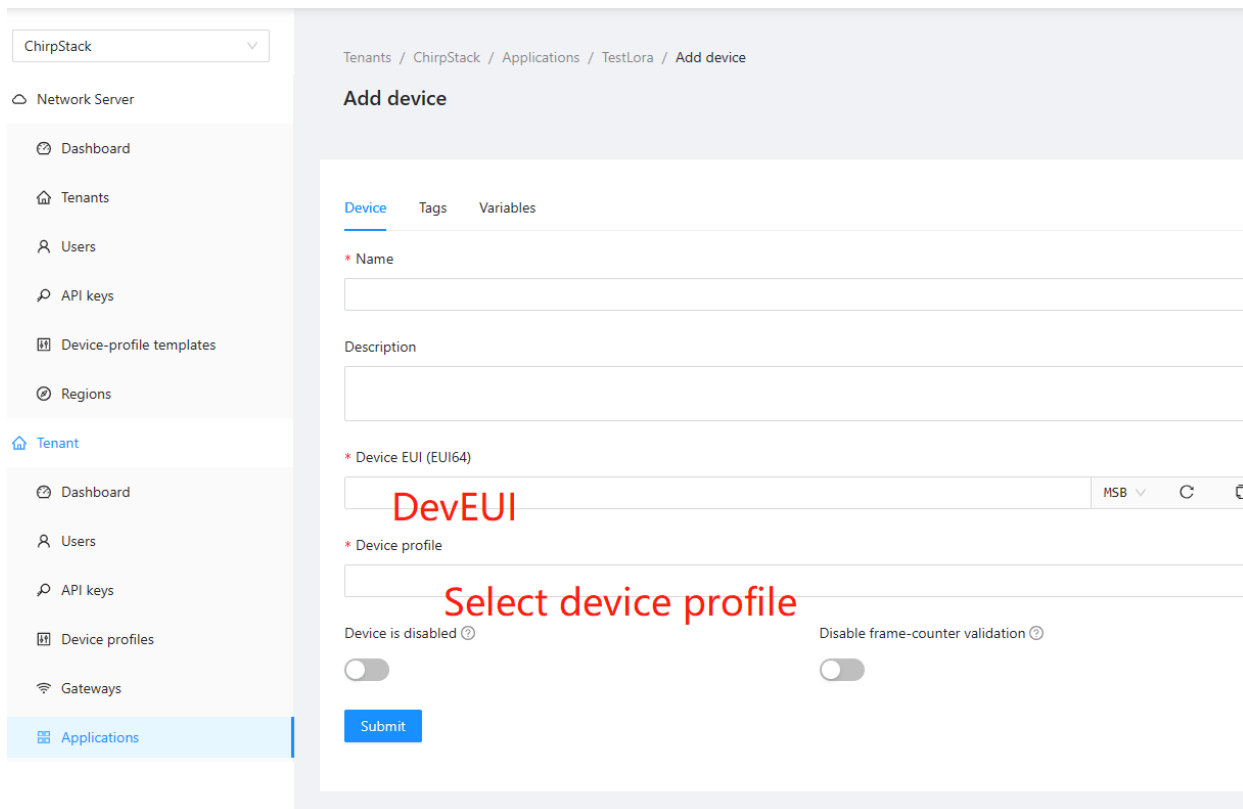 ChirpStack
Network Server
Dashboard
Tenants
Users
API keys
Device-profile templates
Regions
Tenant
Dashboard
Users
API keys
Device profiles
Gateways
Applications
Tenants / ChirpStack / Applications / TestLora / Add device
Add device
Device Tags Variables
* Name
Description
* Device EUI (EUI64)
DevEUI
MSB
* Device profile
Select device profile
Device is disabled Disable frame-counter validation
Submit